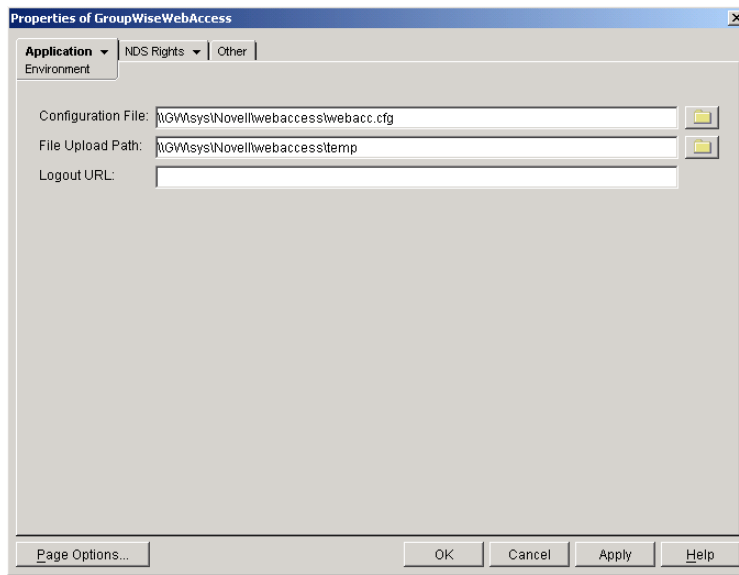 Properties of GroupWiseWebAccess
Application NDS Rights Other
Environment
Configuration File: \\GW\sys\Novell\webaccess\webacc.cfg
File Upload Path: \\GW\sys\Novell\webaccess\temp
Logout URL:
Page Options... OK Cancel Apply Help